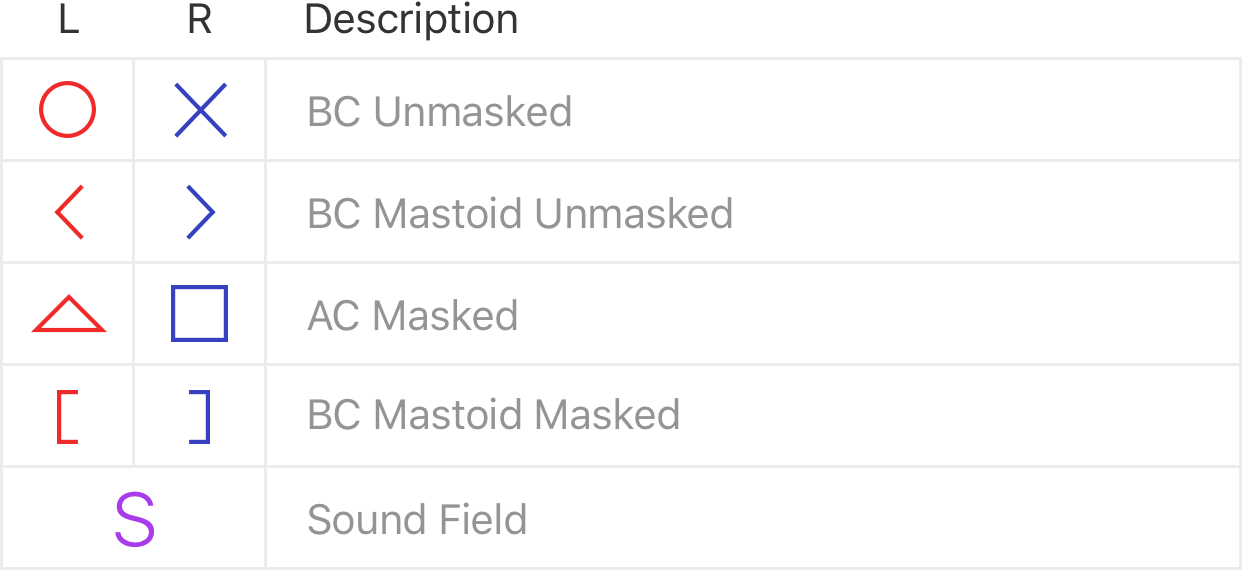 L R Description
BC Unmasked
BC Mastoid Unmasked
AC Masked
BC Mastoid Masked
S Sound Field